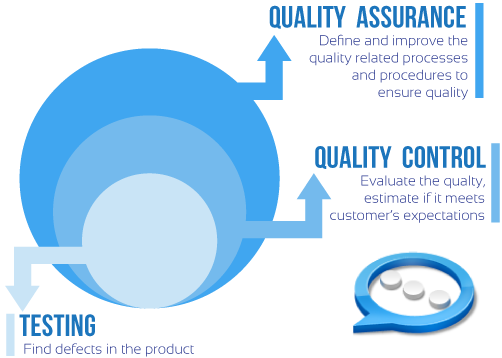 QUALITY ASSURANCE
Define and improve the
quality related processes
and procedures to
ensure quality
QUALITY CONTROL
Evaluate the qualty,
estimate if it meets
customer's expectations
TESTING
Find defects in the product